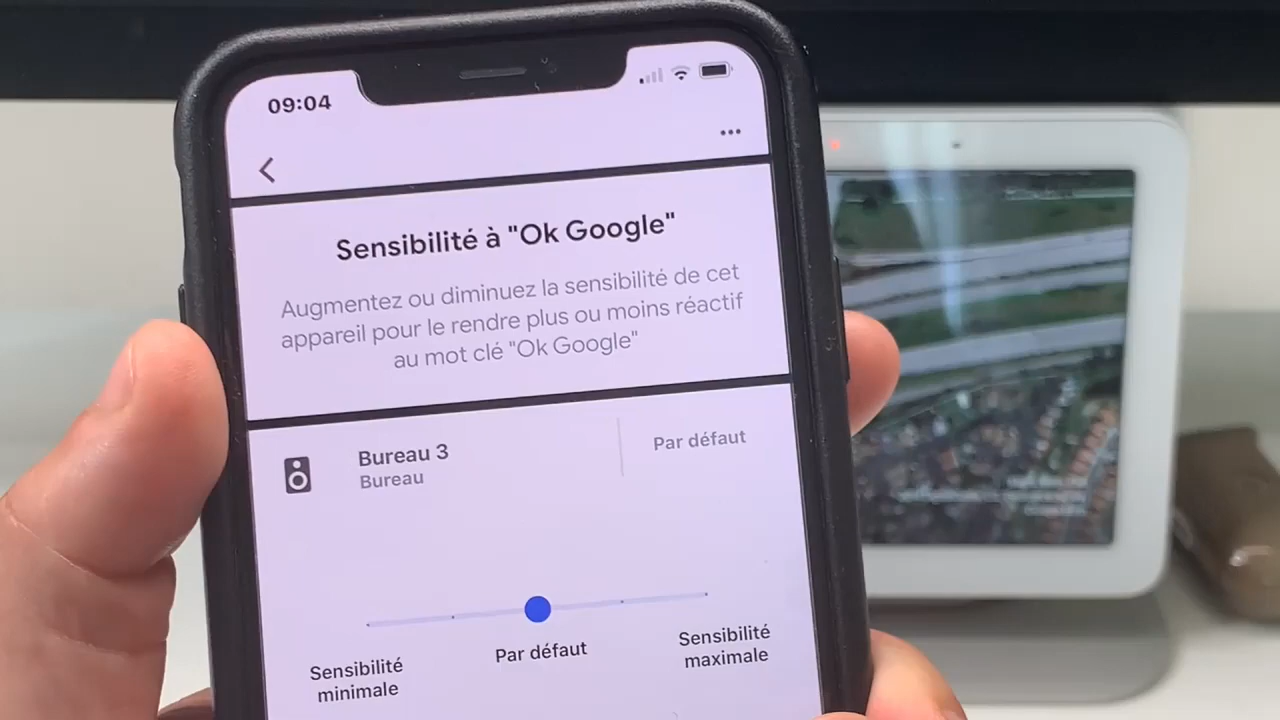 09:04
Sensibilité à "Ok Google"
Augmentez ou diminuez la sensibilité de cet
appareil pour le rendre plus ou moins réactif
au mot clé "Ok Google"
Bureau 3
Bureau
Par défaut
Sensibilité
minimale
Par défaut
Sensibilité
maximale